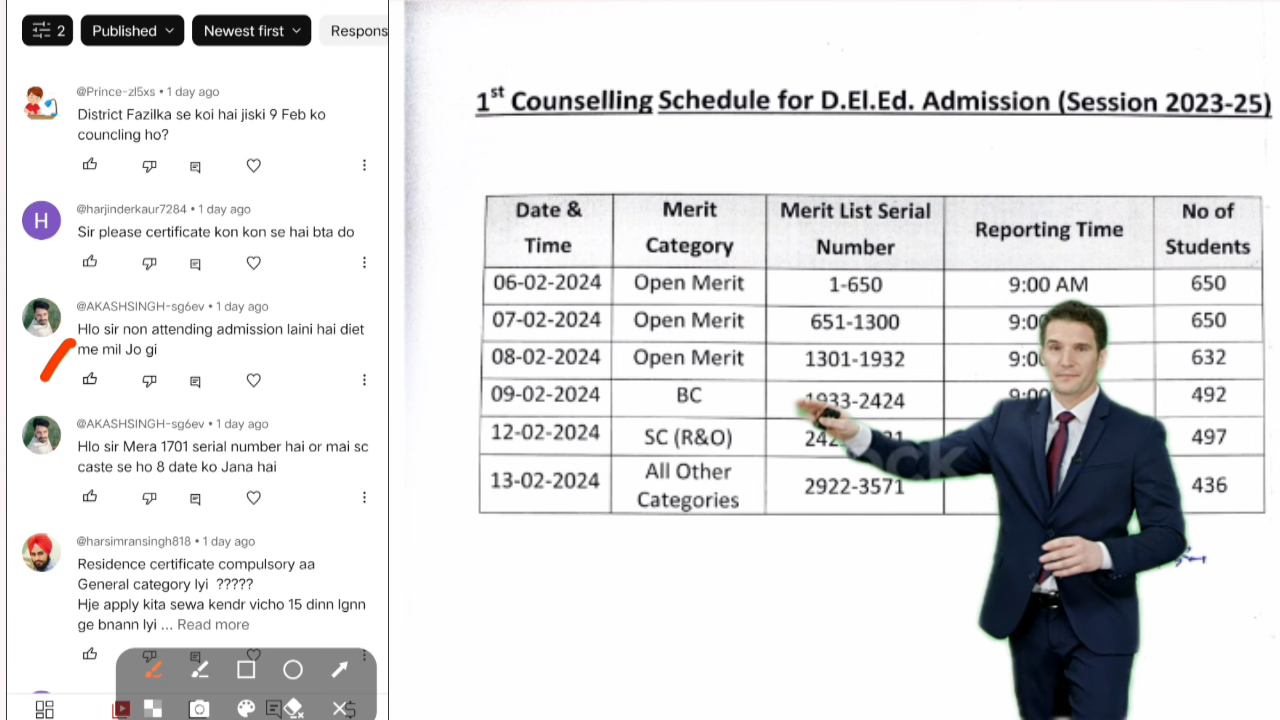 2
Published
Newest first
Respons
@Prince-zl5xs • 1 day ago
District Fazilka se koi hai jiski 9 Feb ko
councling ho?
H
@harjinderkaur7284 • 1 day ago
Sir please certificate kon kon se hai bta do
@AKASHSINGH-sg6ev • 1 day ago
Hlo sir non attending admission laini hai diet
me mil Jo gi
@AKASHSINGH-sg6ev • 1 day ago
Hlo sir Mera 1701 serial number hai or mai sc
caste se ho 8 date ko Jana hai
@harsimransingh818 • 1 day ago
Residence certificate compulsory aa
General category lyi ?????
Hje apply kita sewa kendr vicho 15 dinn lgnn
ge bnann lyi ... Read more
1st Counselling Schedule for D.El.Ed. Admission (Session 2023-25)
Date & Time Merit Category Merit List Serial Number Reporting Time No of Students
06-02-2024 Open Merit 1-650 9:00 AM 650
07-02-2024 Open Merit 651-1300 650
08-02-2024 Open Merit 1301-1932 632
09-02-2024 BC 1933-2424 492
12-02-2024 SC (R&O) 497
13-02-2024 All Other Categories 2922-3571 436